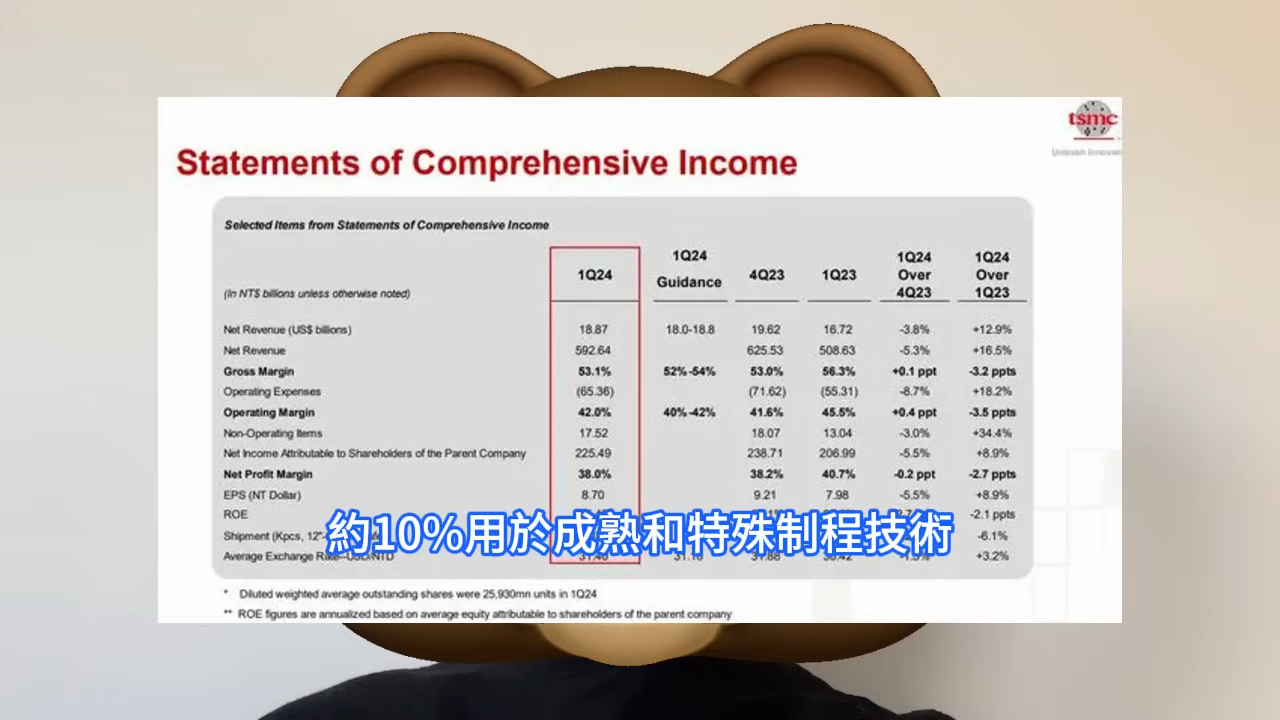 tsmc
Statements of Comprehensive Income
Selected Items from Statements of Comprehensive Income
(In NT$ billions unless otherwise noted)
1Q24
1Q24 Guidance
4Q23
1Q23
1Q24 Over 4Q23
1Q24 Over 1Q23
Net Revenue (US$ billions) 18.87 18.0-18.8 19.62 16.72 -3.8% +12.9%
Net Revenue 592.64 625.53 508.63 -5.3% +16.5%
Gross Margin 53.1% 52%-54% 53.0% 56.3% +0.1 ppt -3.2 ppts
Operating Expenses (65.36) (71.62) (55.31) -8.7% +18.2%
Operating Margin 42.0% 40%-42% 41.6% 45.5% +0.4 ppt -3.5 ppts
Non-Operating Items 17.52 18.07 13.04 -3.0% +34.4%
Net Income Attributable to Shareholders of the Parent Company 225.49 238.71 206.99 -5.5% +8.9%
Net Profit Margin 38.0% 38.2% 40.7% -0.2 ppt -2.7 ppts
EPS (NT Dollar) 8.70 9.21 7.98 -5.5% +8.9%
ROE -2.1 ppts
Shipment (Kpcs, 12" -6.1%
Average Exchange +3.2%
約10%用於成熟和特殊制程技術
* Diluted weighted average outstanding shares were 25,930mn units in 1Q24
** ROE figures are annualized based on average equity attributable to shareholders of the parent company